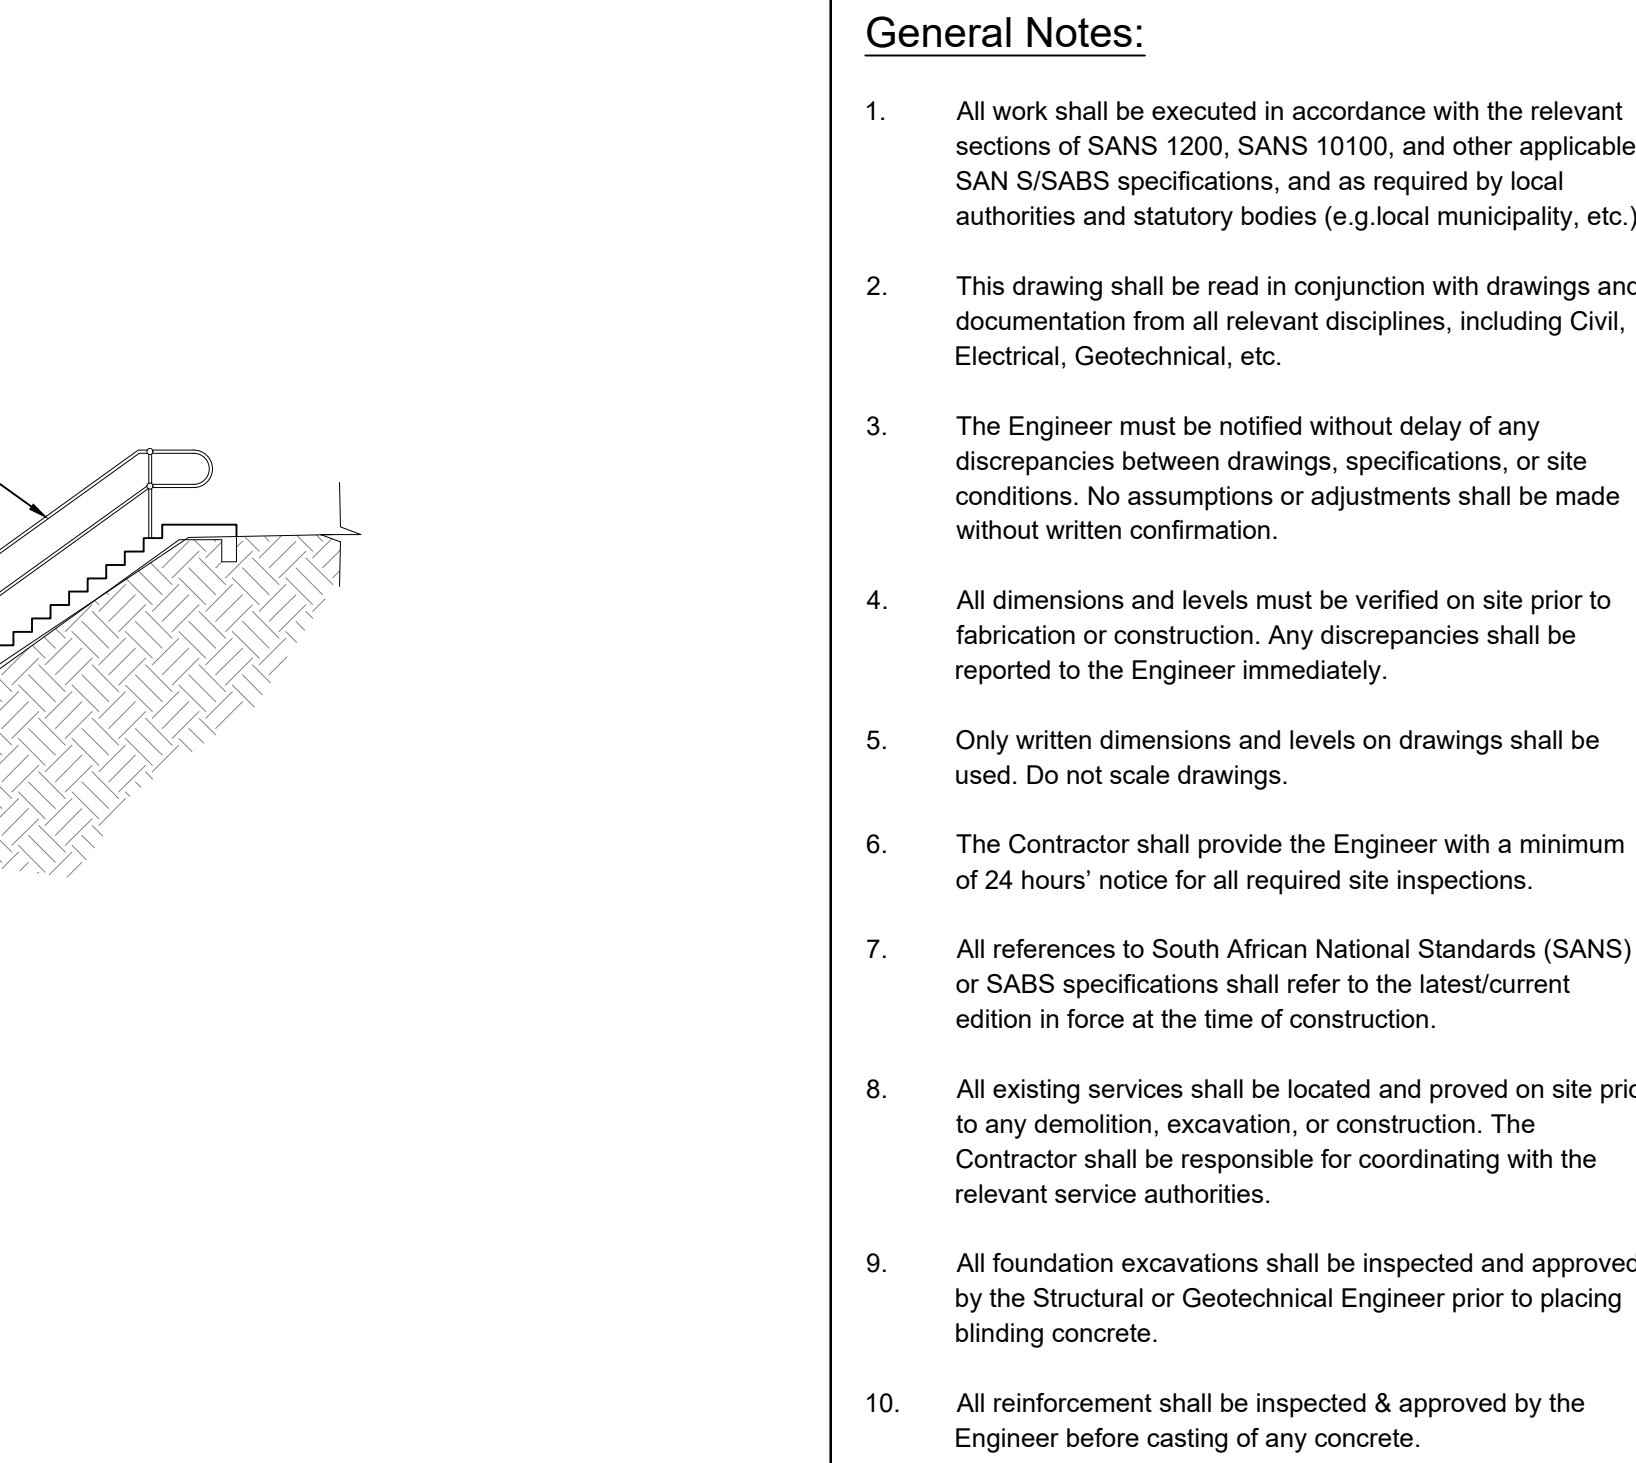 General Notes:
1. All work shall be executed in accordance with the relevant
sections of SANS 1200, SANS 10100, and other applicable
SAN S/SABS specifications, and as required by local
authorities and statutory bodies (e.g.local municipality, etc.)
2. This drawing shall be read in conjunction with drawings and
documentation from all relevant disciplines, including Civil,
Electrical, Geotechnical, etc.
3. The Engineer must be notified without delay of any
discrepancies between drawings, specifications, or site
conditions. No assumptions or adjustments shall be made
without written confirmation.
4. All dimensions and levels must be verified on site prior to
fabrication or construction. Any discrepancies shall be
reported to the Engineer immediately.
5. Only written dimensions and levels on drawings shall be
used. Do not scale drawings.
6. The Contractor shall provide the Engineer with a minimum
of 24 hours’ notice for all required site inspections.
7. All references to South African National Standards (SANS)
or SABS specifications shall refer to the latest/current
edition in force at the time of construction.
8. All existing services shall be located and proved on site prio
to any demolition, excavation, or construction. The
Contractor shall be responsible for coordinating with the
relevant service authorities.
9. All foundation excavations shall be inspected and approved
by the Structural or Geotechnical Engineer prior to placing
blinding concrete.
10. All reinforcement shall be inspected & approved by the
Engineer before casting of any concrete.